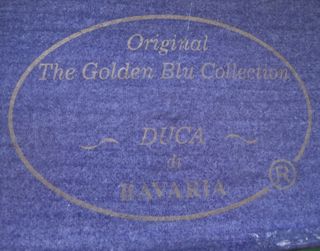 Original
The Golden Blu Collection
DUCA
di
BAVARIA
®